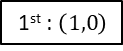 1st : (1,0)